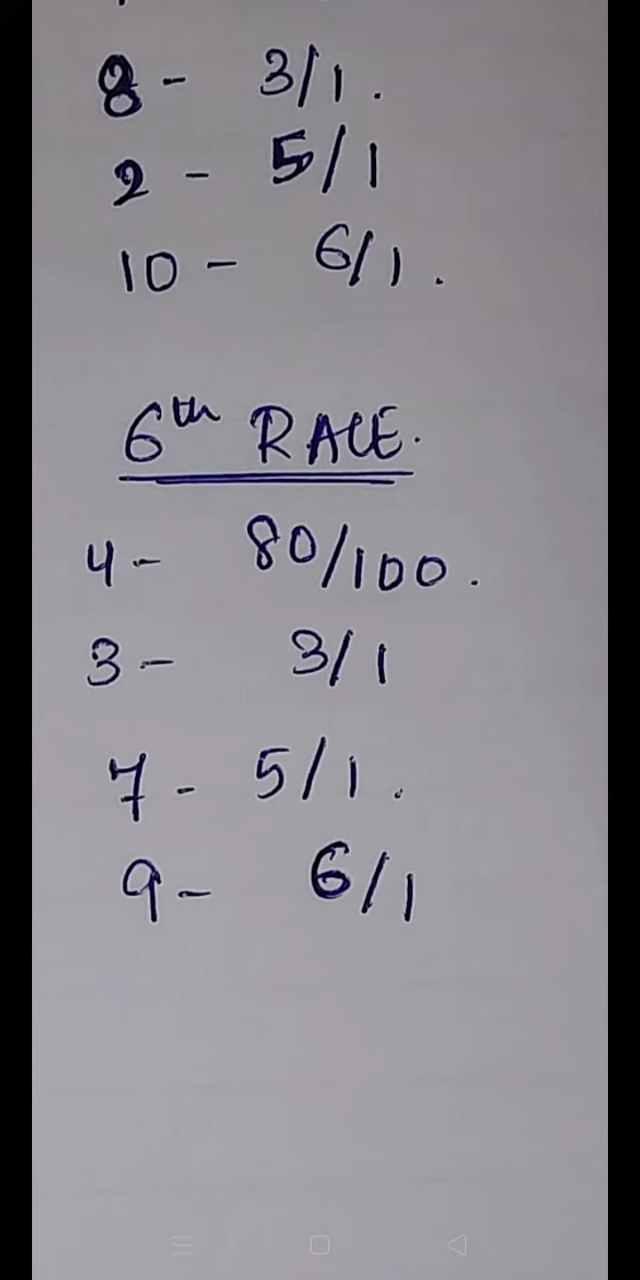 8 - 3/1.
2 - 5/1
10 - 6/1.
6th RACE.
4 - 80/100.
3 - 3/1
7 - 5/1.
9 - 6/1